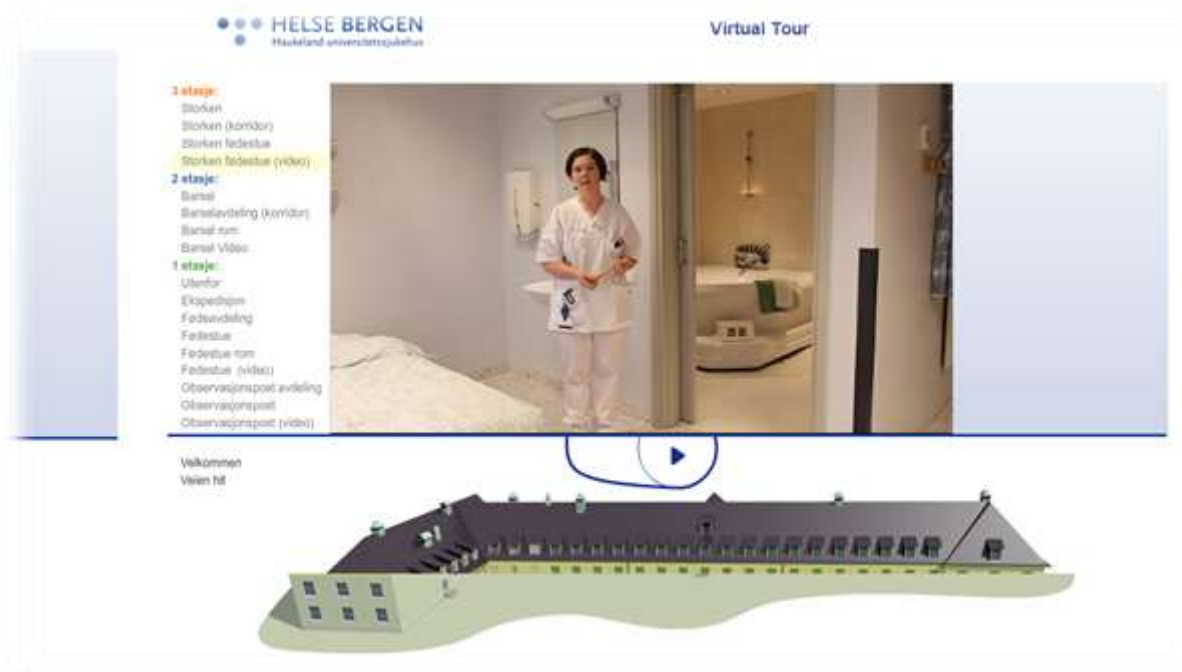 HELSE BERGEN
Haukeland universitetssjukehus
Virtual Tour
3 etasje:
Storken
Storken (korridor)
Storken fødestue
Storken fødestue (video)
2 etasje:
Barsel
Barselavdeling (korridor)
Barsel rom
Barsel Video
1 etasje:
Utenfor
Ekspedisjon
Fødeavdeling
Fødestue
Fødestue rom
Fødestue (video)
Observasjonspost avdeling
Observasjonspost
Observasjonspost (video)
Velkommen
Veien hit